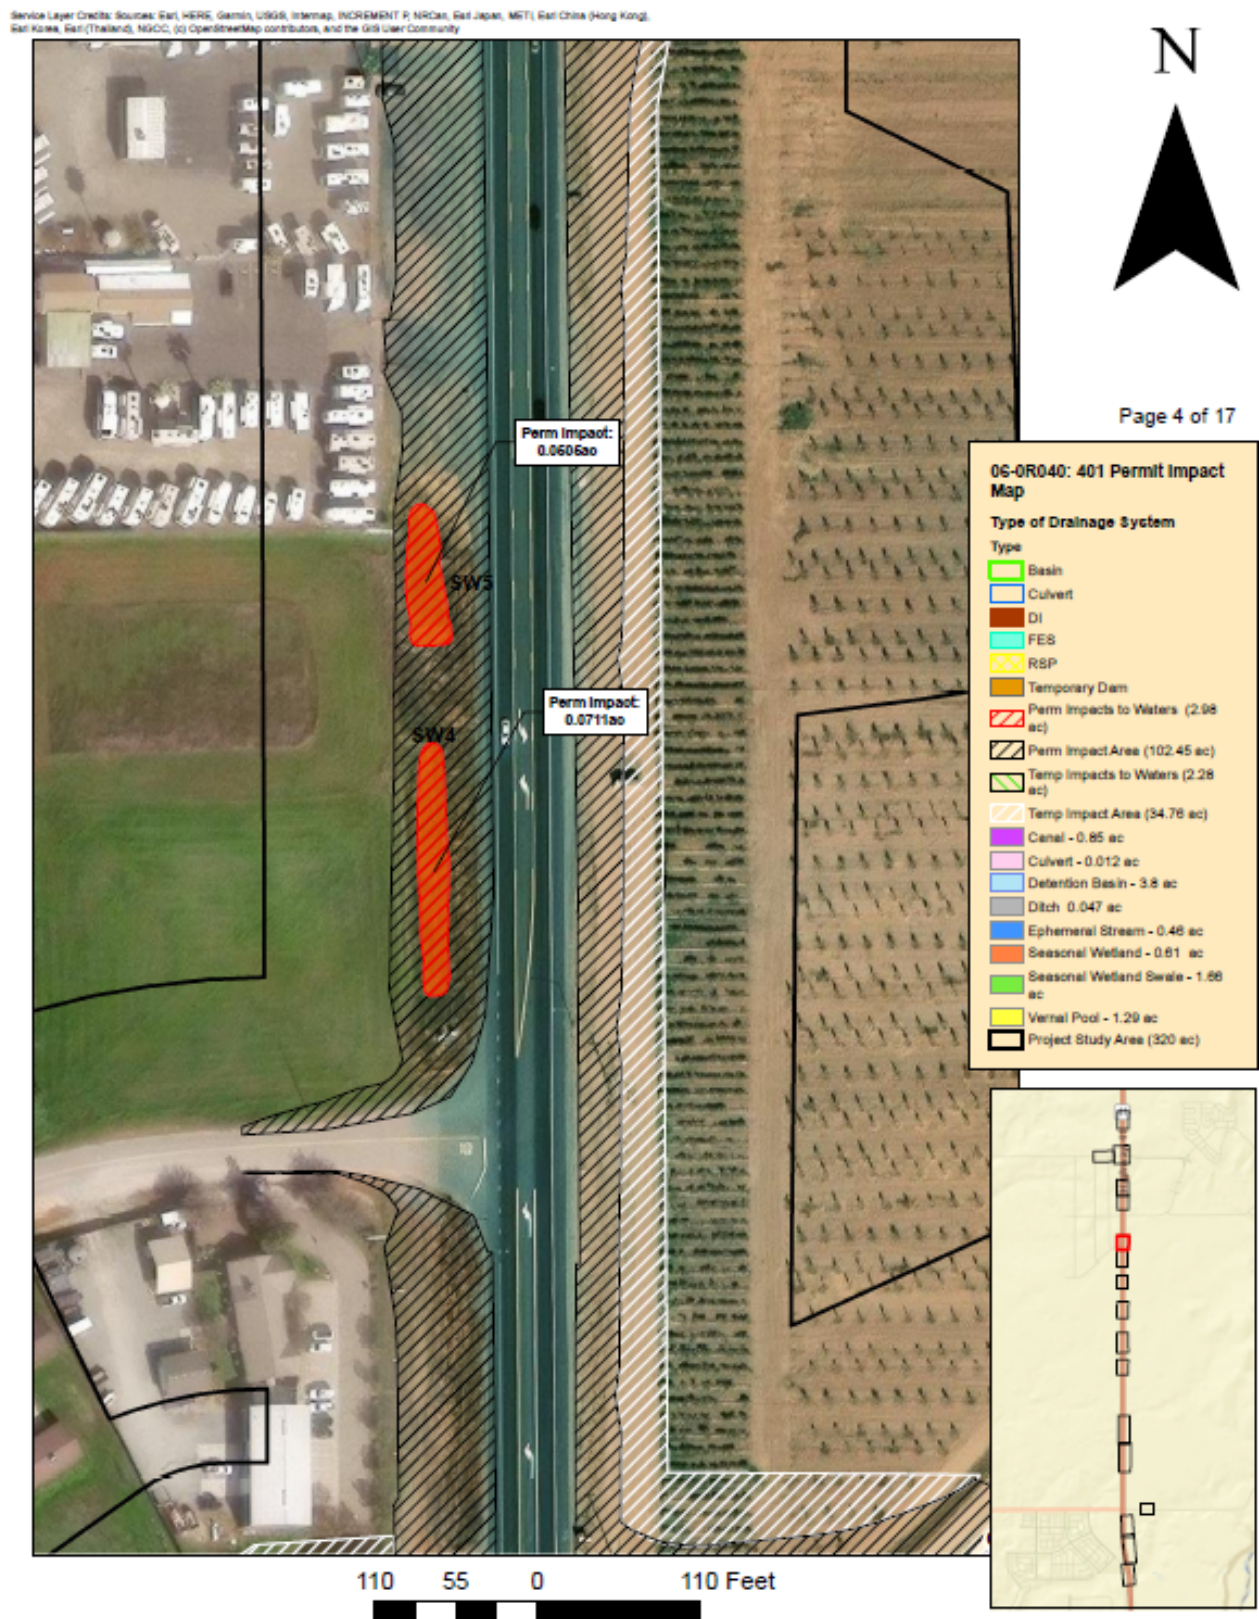 Service Layer Credits: Sources: Esri, HERE, Garmin, USGS, Intermap, INCREMENT P, NRCan, Esri Japan, METI, Esri China (Hong Kong),
Esri Korea, Esri (Thailand), NGCC, (c) OpenStreetMap contributors, and the GIS User Community
N
Page 4 of 17
Perm Impact:
0.0606ac
SW5
Perm Impact:
0.0711ac
SW4
06-0R040: 401 Permit Impact
Map
Type of Drainage System
Type
Basin
Culvert
DI
FES
RSP
Temporary Dam
Perm Impacts to Waters (2.98
ac)
Perm Impact Area (102.45 ac)
Temp Impacts to Waters (2.28
ac)
Temp Impact Area (34.76 ac)
Canal - 0.85 ac
Culvert - 0.012 ac
Detention Basin - 3.8 ac
Ditch 0.047 ac
Ephemeral Stream - 0.46 ac
Seasonal Wetland - 0.61 ac
Seasonal Wetland Swale - 1.66
ac
Vernal Pool - 1.29 ac
Project Study Area (320 ac)
110 55 0 110 Feet